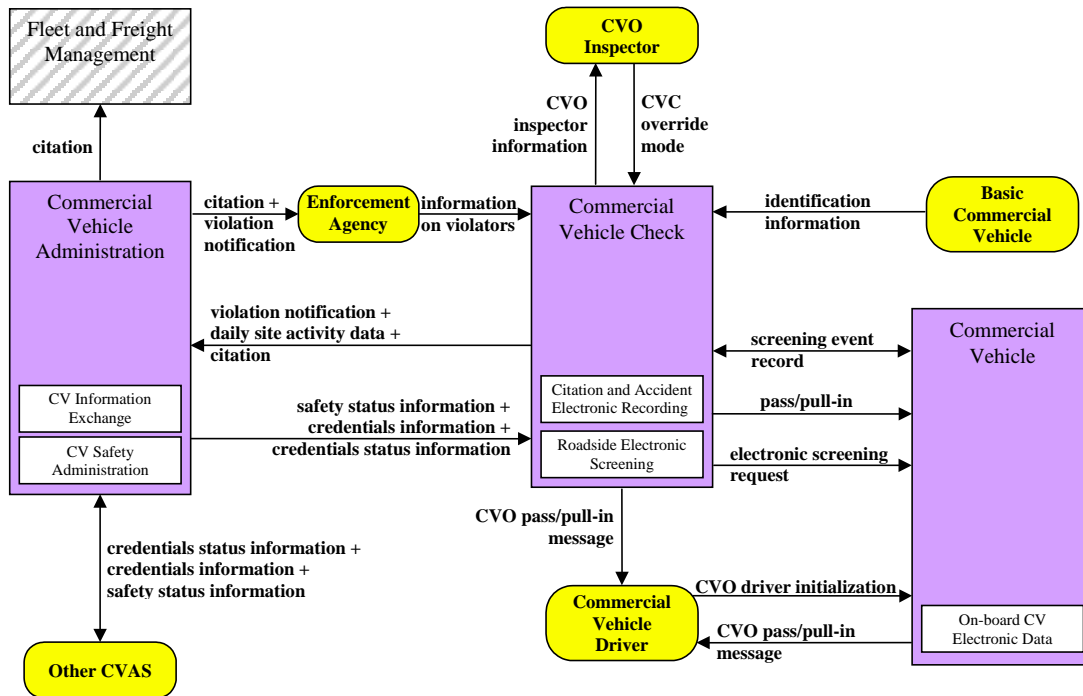 Fleet and Freight
Management
CVO
Inspector
citation
CVO
inspector
information
CVC
override
mode
Commercial
Vehicle
Administration
citation +
violation
notification
Enforcement
Agency
information
on violators
Commercial
Vehicle Check
identification
information
Basic
Commercial
Vehicle
violation notification +
daily site activity data +
citation
screening event
record
Commercial
Vehicle
CV Information
Exchange
CV Safety
Administration
safety status information +
credentials information +
credentials status information
Citation and Accident
Electronic Recording
Roadside Electronic
Screening
pass/pull-in
electronic screening
request
CVO pass/pull-in
message
credentials status information +
credentials information +
safety status information
Commercial
Vehicle
Driver
CVO driver initialization
CVO pass/pull-in
message
On-board CV
Electronic Data
Other CVAS